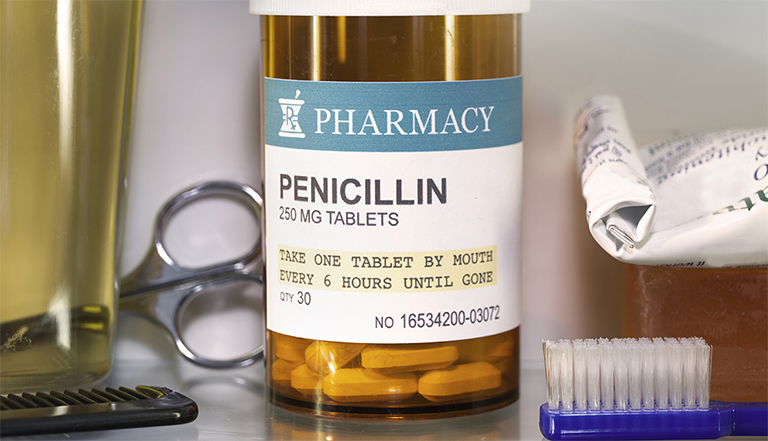 PHARMACY
PENICILLIN
250 MG TABLETS
TAKE ONE TABLET BY MOUTH
EVERY 6 HOURS UNTIL GONE
QTY 30
NO 16534200-03072